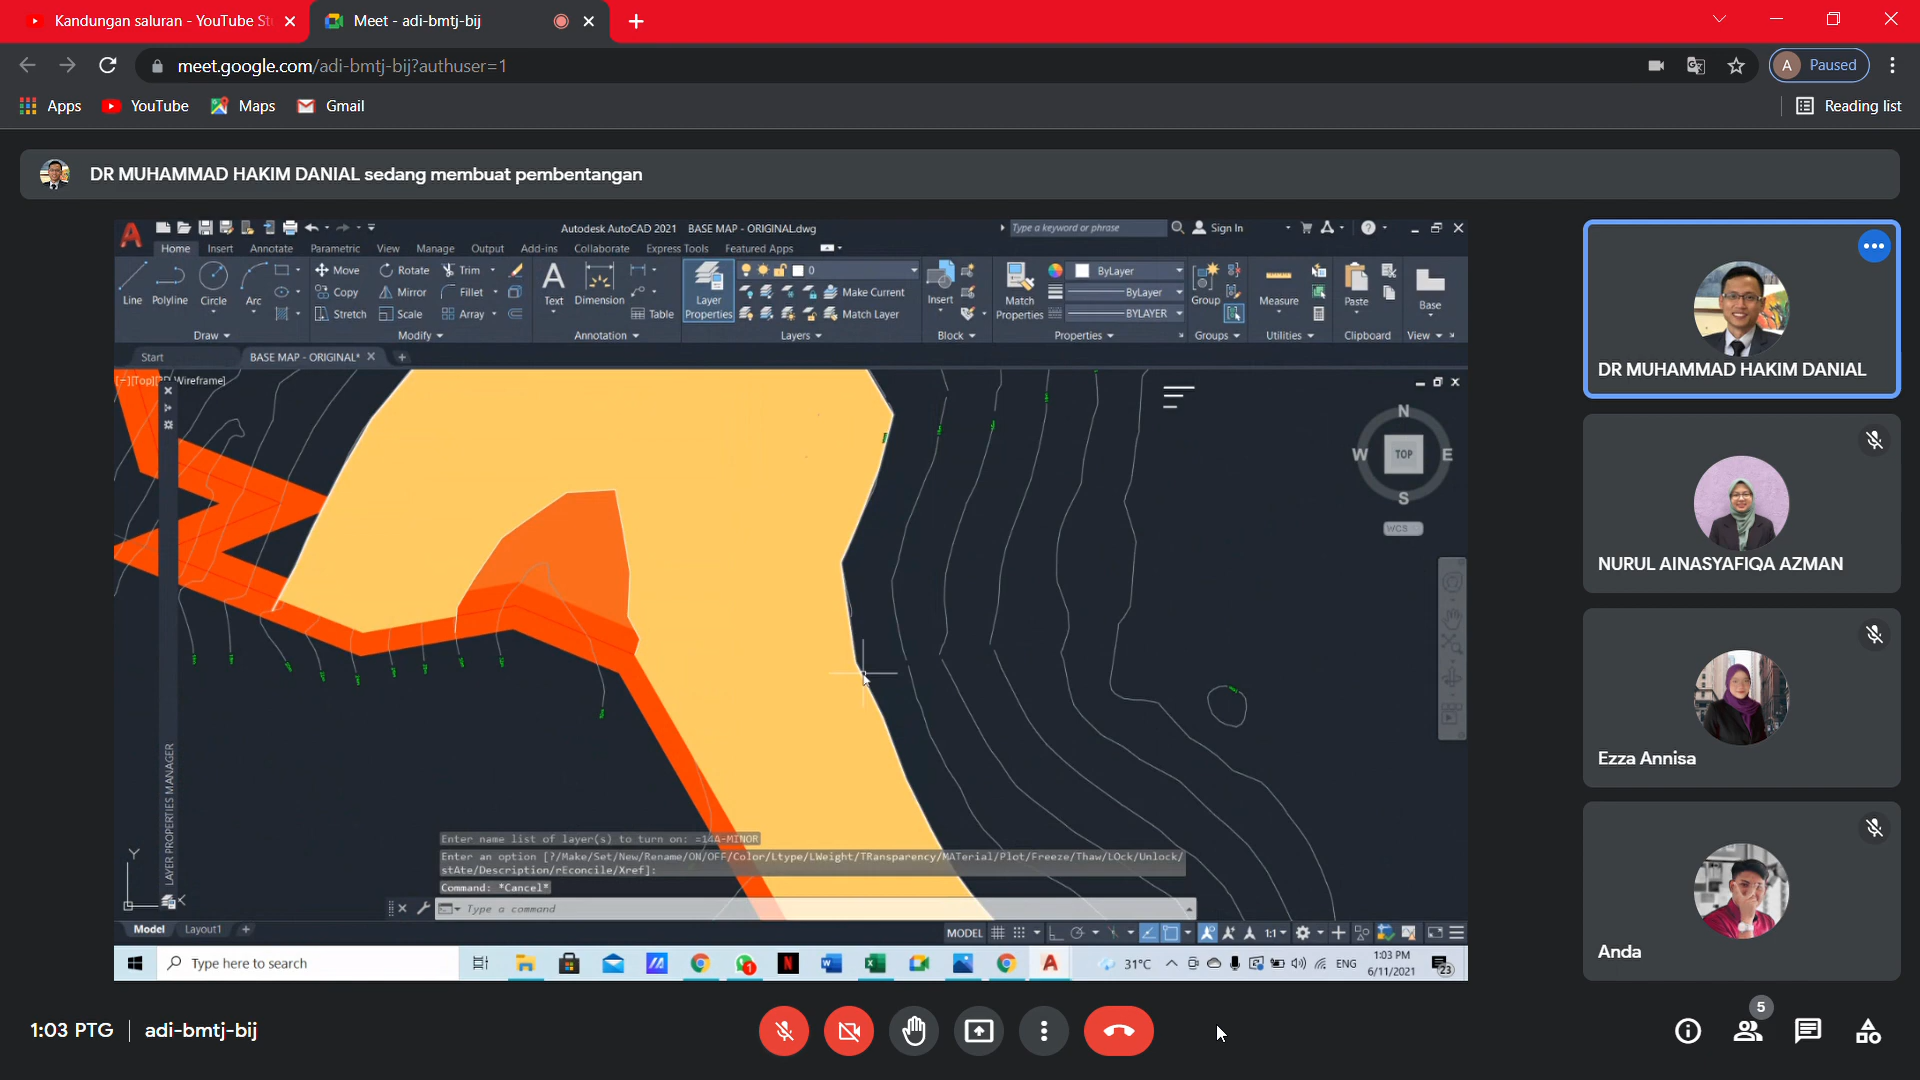 Kandungan saluran - YouTube St
Meet - adi-bmtj-bij
meet.google.com/adi-bmtj-bij?authuser=1
A Paused
Apps YouTube Maps Gmail Reading list
DR MUHAMMAD HAKIM DANIAL sedang membuat pembentangan
Autodesk AutoCAD 2021 BASE MAP - ORIGINAL.dwg
Type a keyword or phrase
Sign In
Home Insert Annotate Parametric View Manage Output Add-ins Collaborate Express Tools Featured Apps
Line Polyline Circle Arc
Move Rotate Trim
Copy Mirror Fillet
Stretch Scale Array
Text Dimension Table
Layer Properties
0
Make Current
Match Layer
Insert
Match Properties
ByLayer
ByLayer
BYLAYER
Group Measure Paste Base
Draw Modify Annotation Layers Block Properties Groups Utilities Clipboard View
Start BASE MAP - ORIGINAL*
[−][Top][2D Wireframe]
N
W TOP E
S
WCS
LAYER PROPERTIES MANAGER
Y
Enter name list of layer(s) to turn on: =14A-MINOR
Enter an option [?/Make/Set/New/Rename/ON/OFF/Color/Ltype/LWeight/TRansparency/MATerial/Plot/Freeze/Thaw/LOck/Unlock/
stAte/Description/rEconcile/Xref]:
Command: *Cancel*
Type a command
Model Layout1
MODEL 1:1
Type here to search
1
31°C
ENG
1:03 PM
6/11/2021
23
DR MUHAMMAD HAKIM DANIAL
NURUL AINASYAFIQA AZMAN
Ezza Annisa
Anda
1:03 PTG adi-bmtj-bij
5